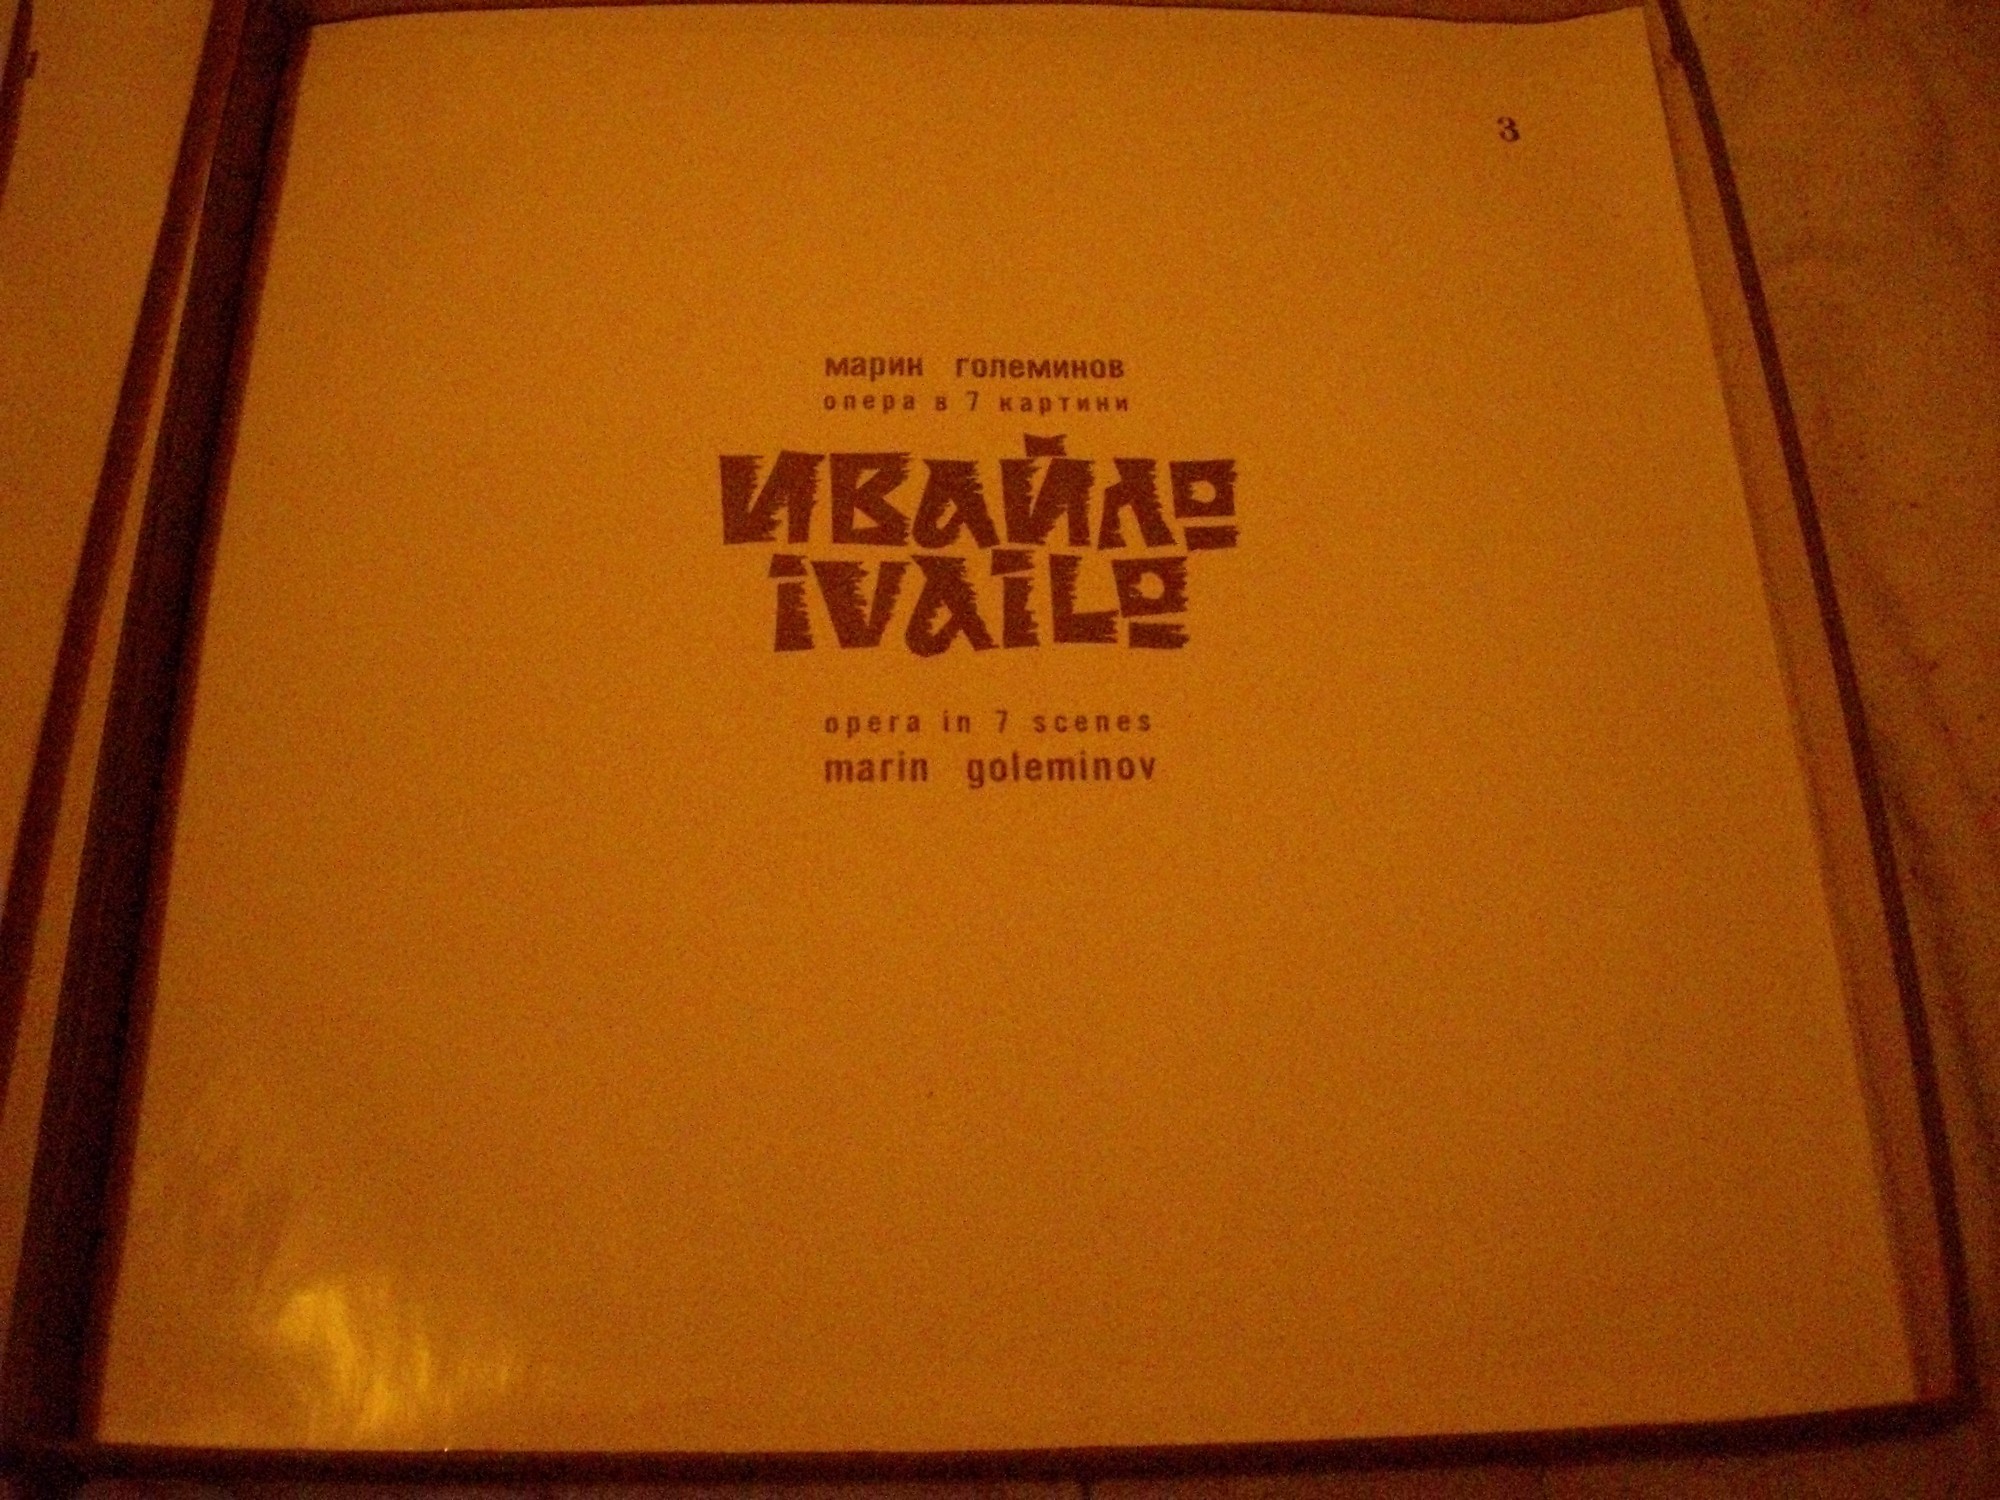 3
марин големинов
опера в 7 картини
ИВАЙЛО
ivaiLo
opera in 7 scenes
marin goleminov